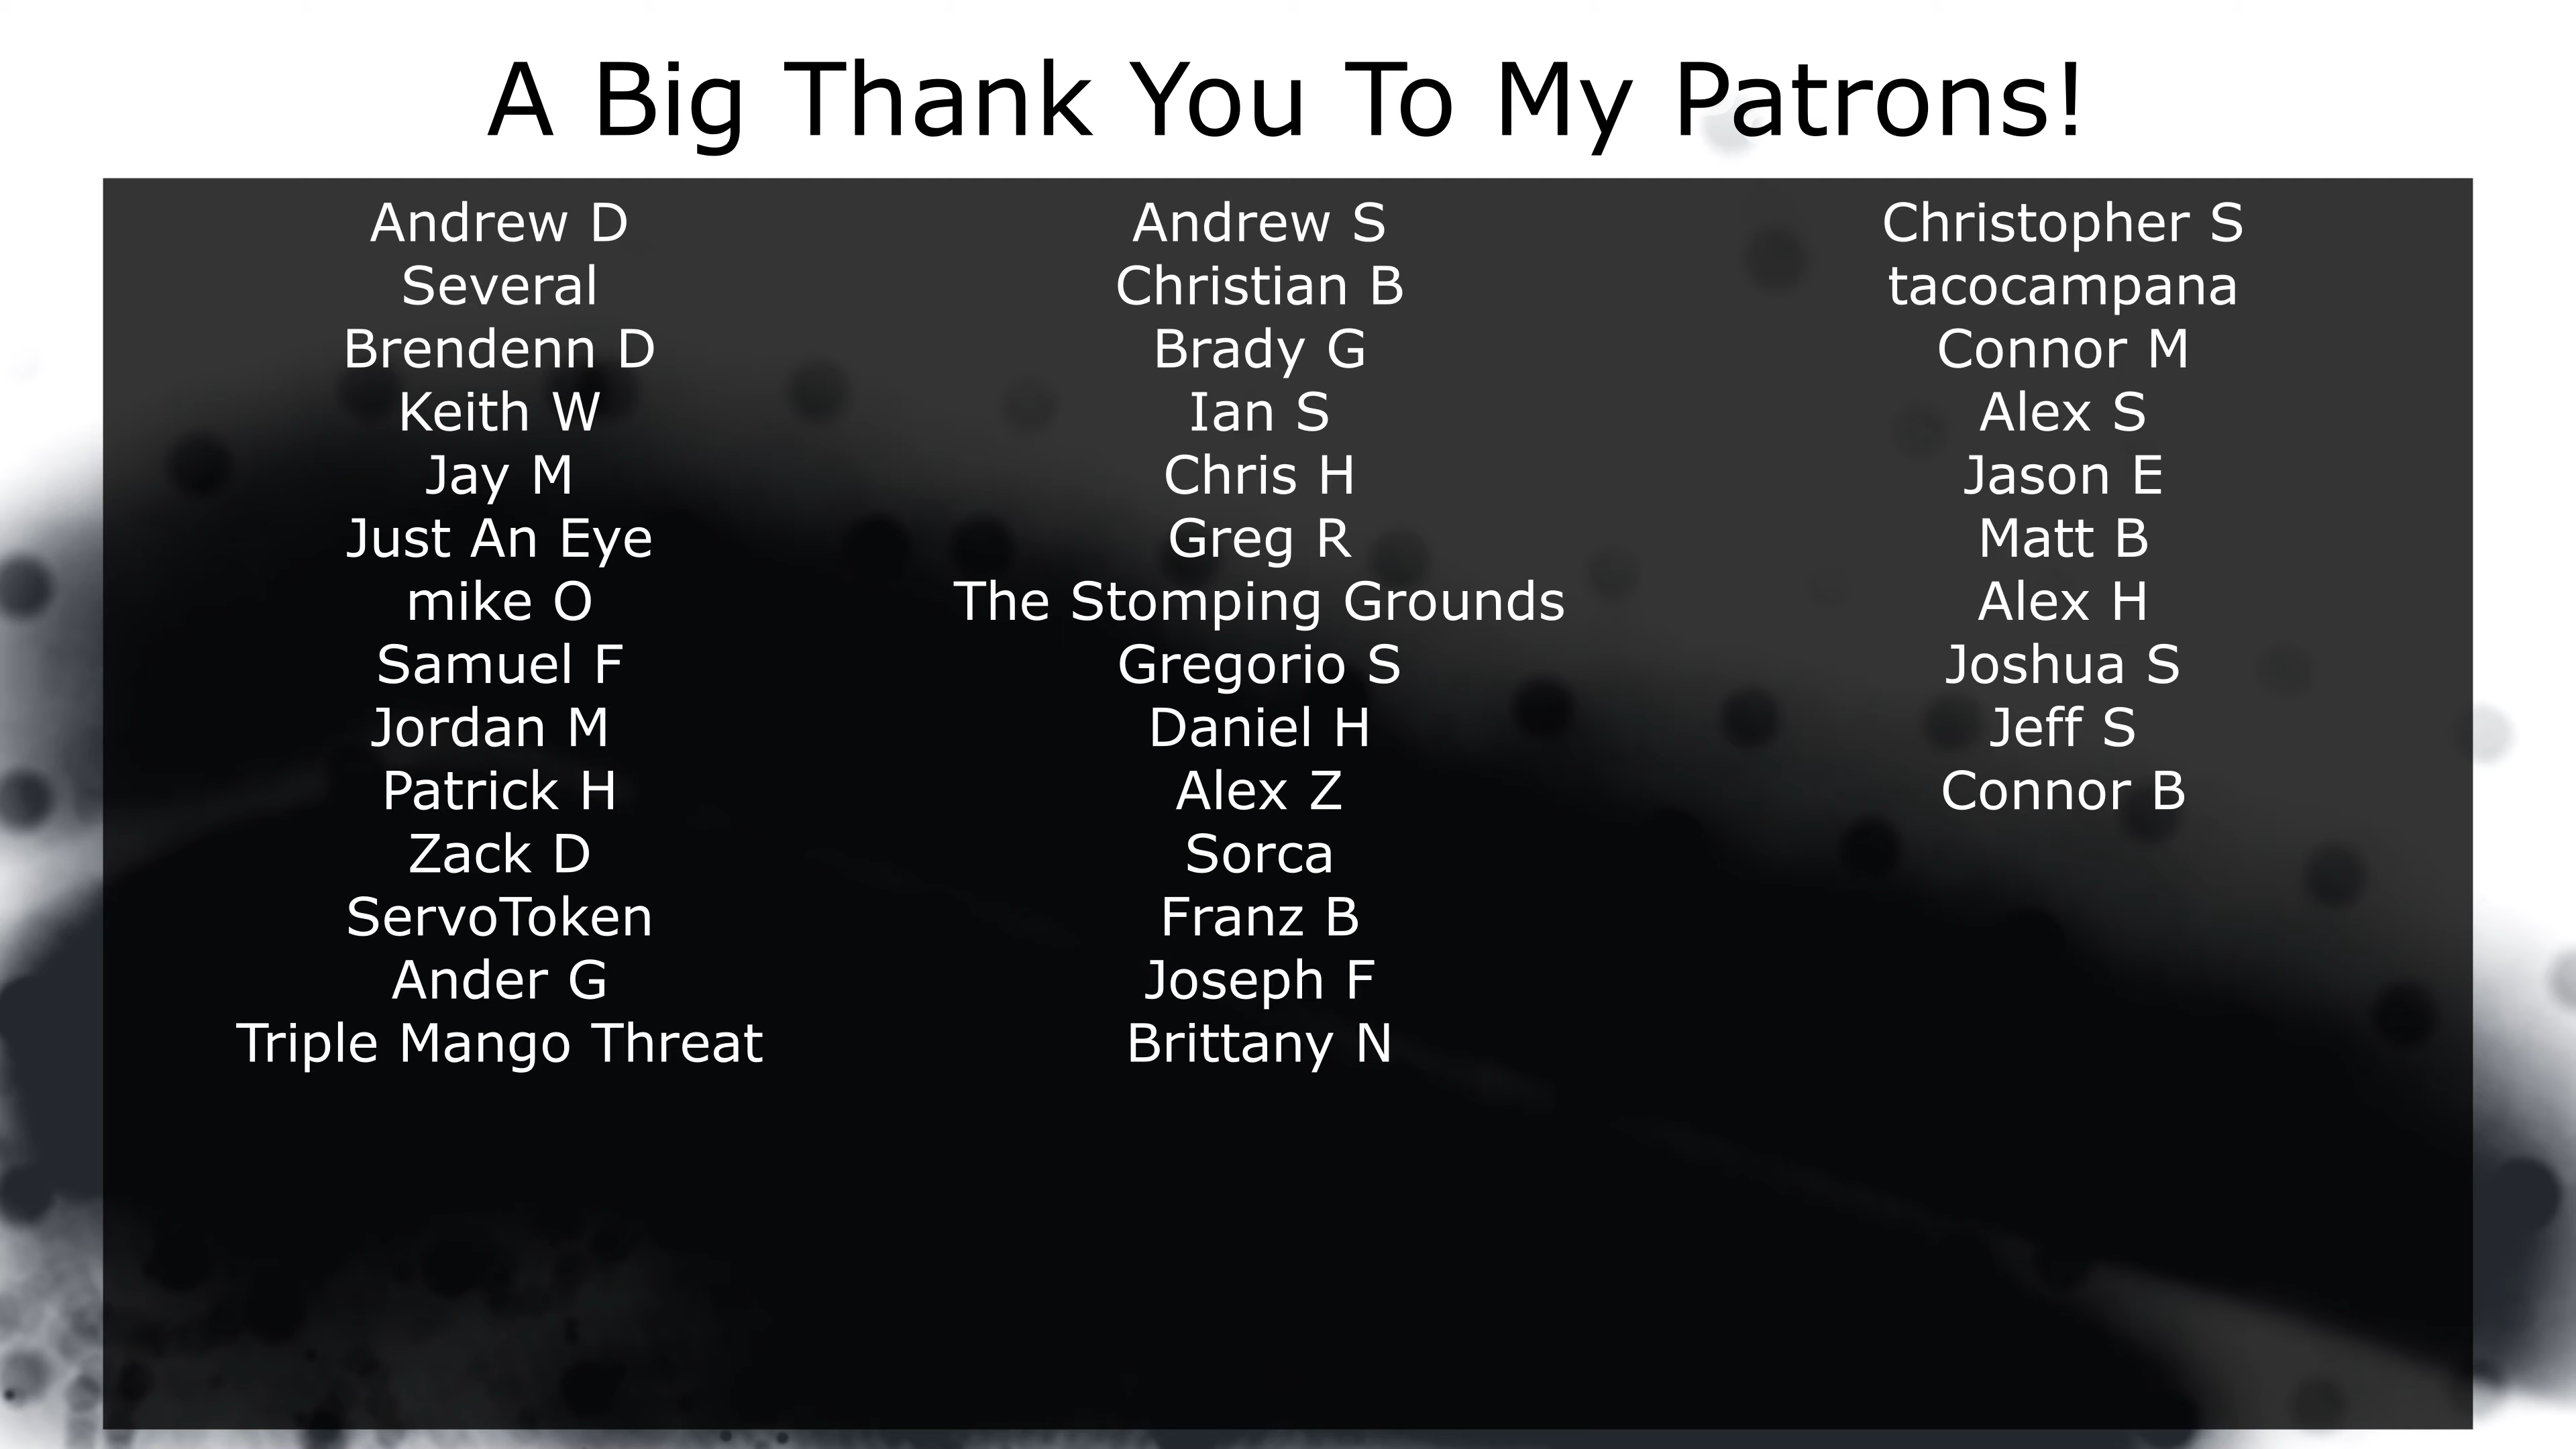 A Big Thank You To My Patrons!
Andrew D
Several
Brendenn D
Keith W
Jay M
Just An Eye
mike O
Samuel F
Jordan M
Patrick H
Zack D
ServoToken
Ander G
Triple Mango Threat
Andrew S
Christian B
Brady G
Ian S
Chris H
Greg R
The Stomping Grounds
Gregorio S
Daniel H
Alex Z
Sorca
Franz B
Joseph F
Brittany N
Christopher S
tacocampana
Connor M
Alex S
Jason E
Matt B
Alex H
Joshua S
Jeff S
Connor B